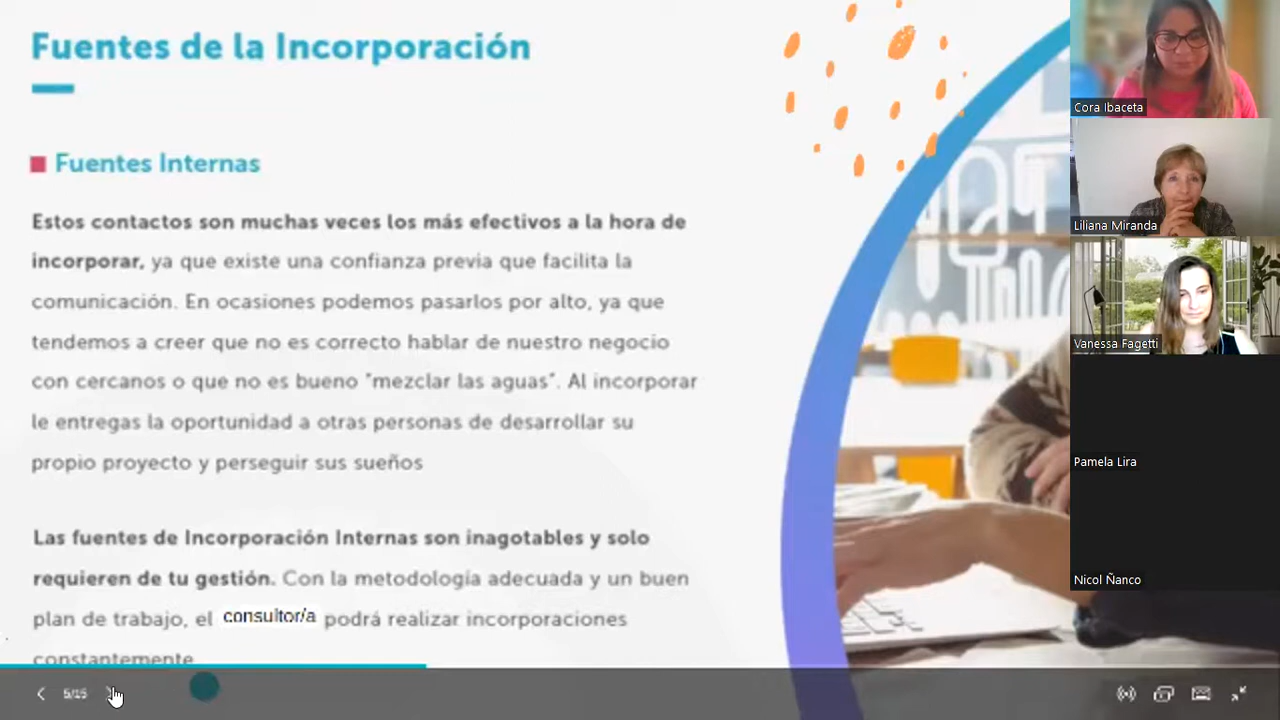 Fuentes de la Incorporación
Fuentes Internas
Estos contactos son muchas veces los más efectivos a la hora de
incorporar, ya que existe una confianza previa que facilita la
comunicación. En ocasiones podemos pasarlos por alto, ya que
tendemos a creer que no es correcto hablar de nuestro negocio
con cercanos o que no es bueno "mezclar las aguas". Al incorporar
le entregas la oportunidad a otras personas de desarrollar su
propio proyecto y perseguir sus sueños
Las fuentes de Incorporación Internas son inagotables y solo
requieren de tu gestión. Con la metodología adecuada y un buen
plan de trabajo, el consultor/a podrá realizar incorporaciones
constantemente
5/15
Cora Ibaceta
Liliana Miranda
Vanessa Fagetti
Pamela Lira
Nicol Ñanco